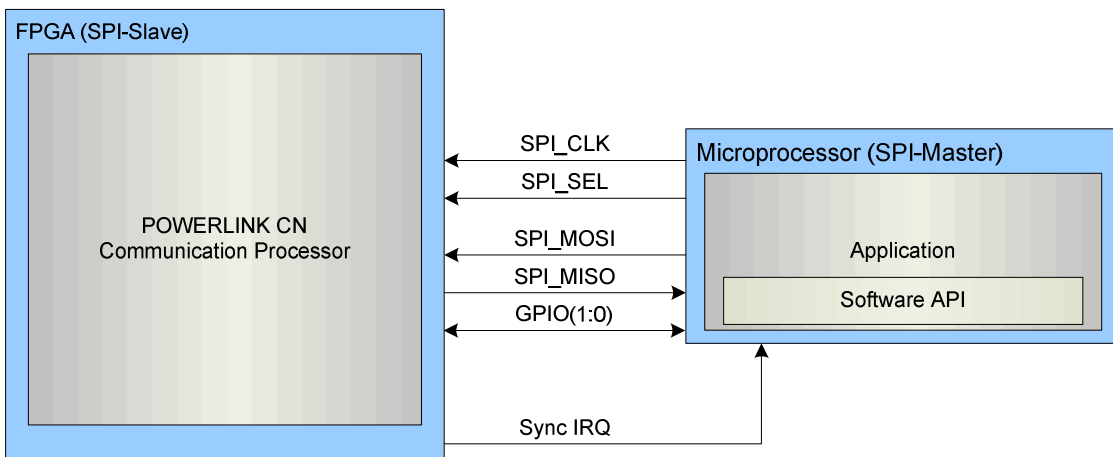 FPGA (SPI-Slave)
POWERLINK CN
Communication Processor
SPI_CLK
SPI_SEL
SPI_MOSI
SPI_MISO
GPIO(1:0)
Sync IRQ
Microprocessor (SPI-Master)
Application
Software API